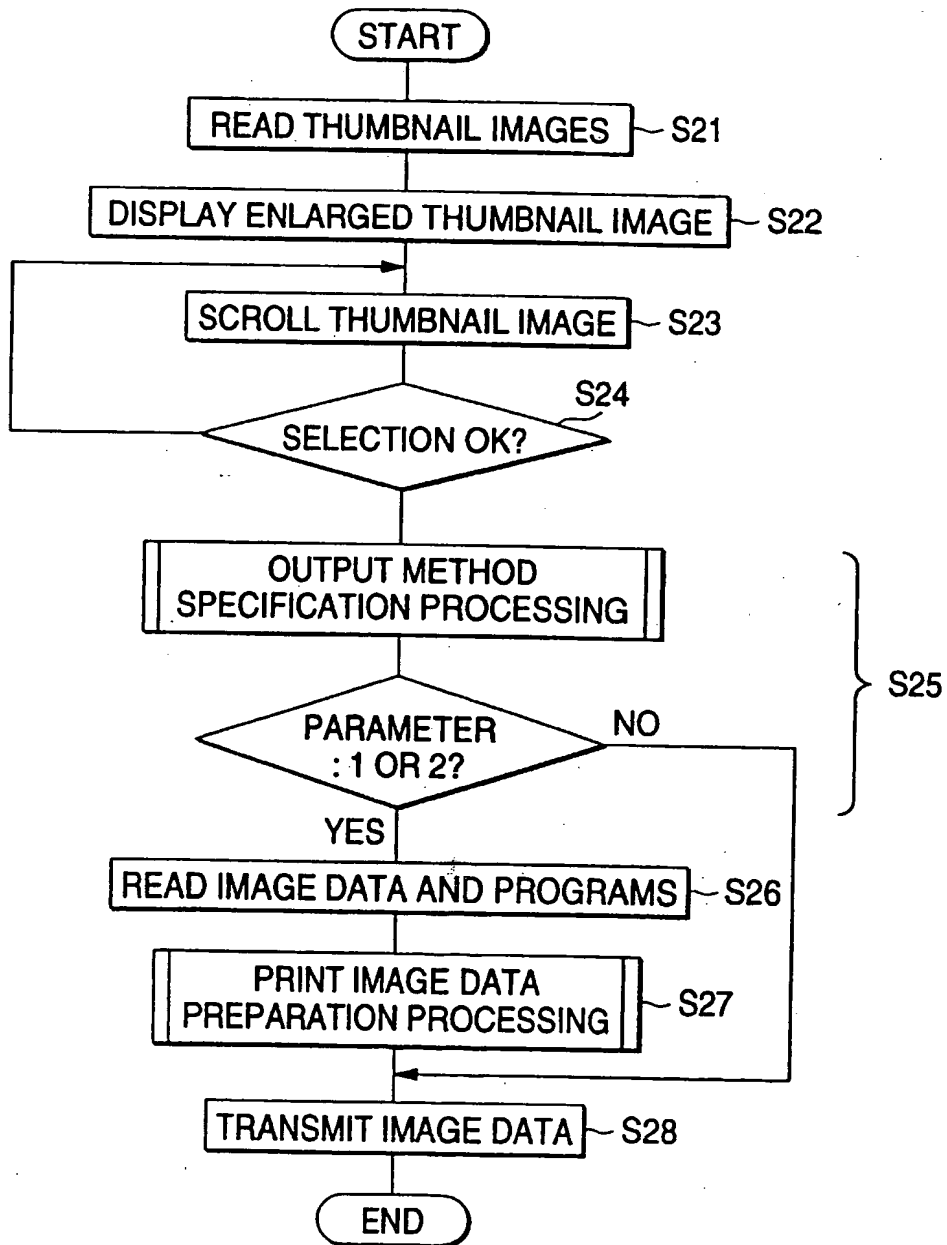 START
READ THUMBNAIL IMAGES
S21
DISPLAY ENLARGED THUMBNAIL IMAGE
S22
SCROLL THUMBNAIL IMAGE
S23
S24
SELECTION OK?
OUTPUT METHOD
SPECIFICATION PROCESSING
S25
PARAMETER
: 1 OR 2?
NO
YES
READ IMAGE DATA AND PROGRAMS
S26
PRINT IMAGE DATA
PREPARATION PROCESSING
S27
TRANSMIT IMAGE DATA
S28
END